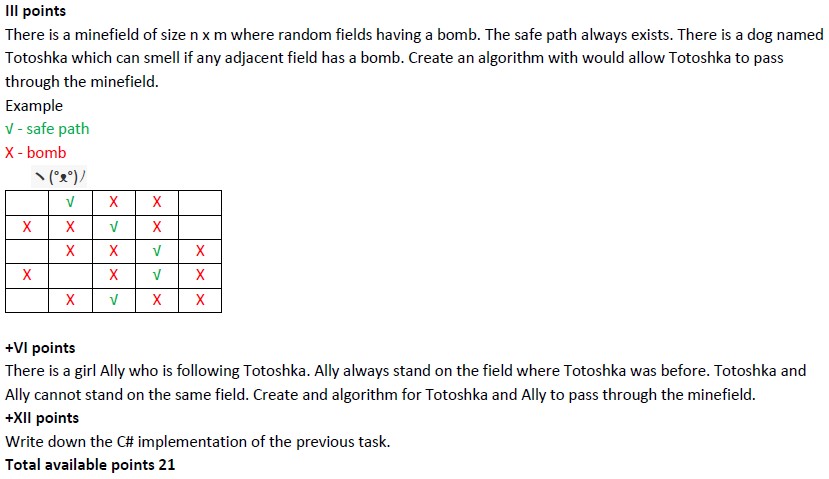 III points
There is a minefield of size n x m where random fields having a bomb. The safe path always exists. There is a dog named
Totoshka which can smell if any adjacent field has a bomb. Create an algorithm with would allow Totoshka to pass
through the minefield.
Example
√ - safe path
X - bomb
ヽ(°ᴥ°)ﾉ
√ X X
X X √ X
X X √ X
X X √ X
X √ X X
+VI points
There is a girl Ally who is following Totoshka. Ally always stand on the field where Totoshka was before. Totoshka and
Ally cannot stand on the same field. Create and algorithm for Totoshka and Ally to pass through the minefield.
+XII points
Write down the C# implementation of the previous task.
Total available points 21